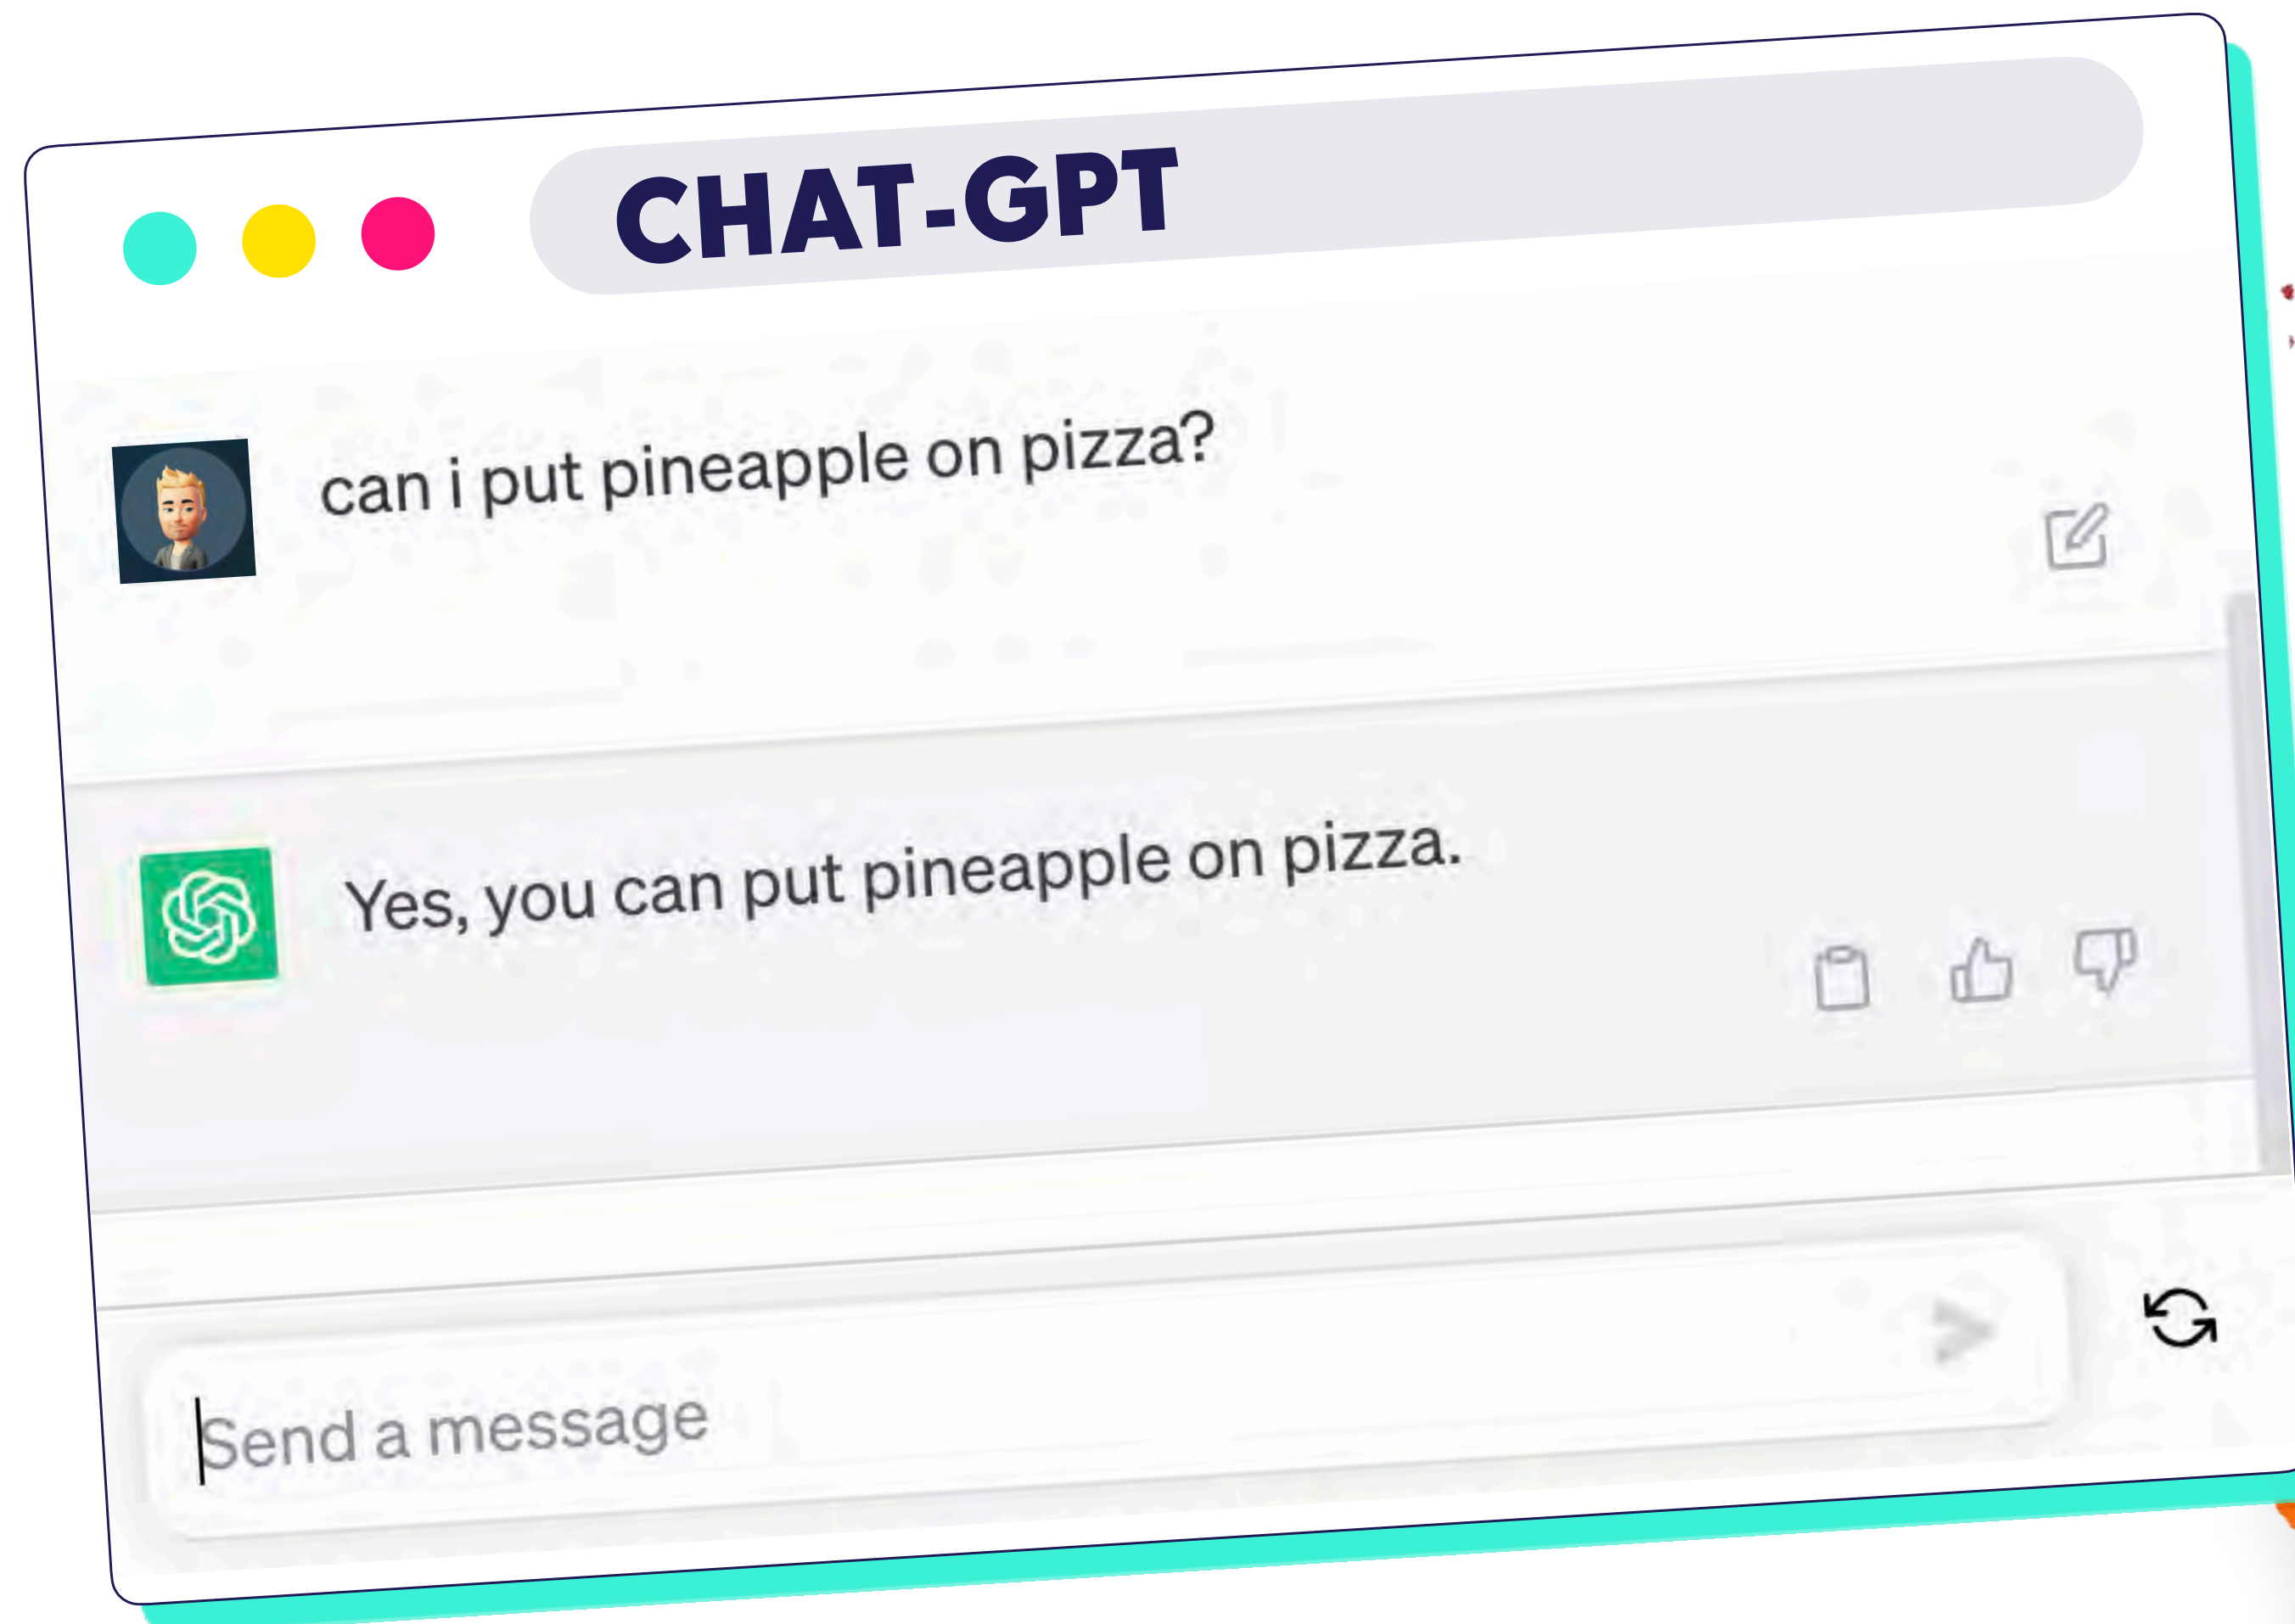 CHAT-GPT
can i put pineapple on pizza?
Yes, you can put pineapple on pizza.
Send a message